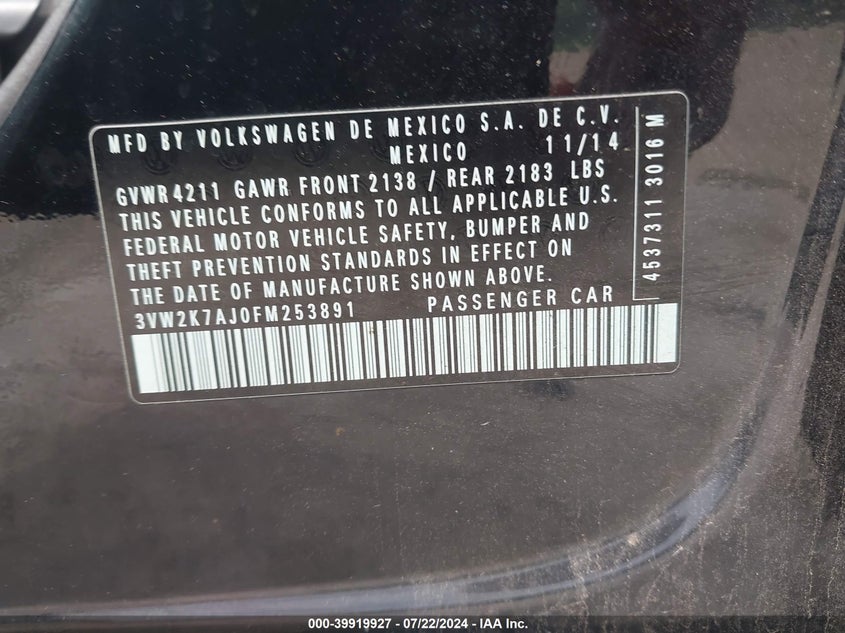 MFD BY VOLKSWAGEN DE MEXICO S.A. DE C.V.
MEXICO 11/14
GVWR 4211 GAWR FRONT 2138 / REAR 2183 LBS
THIS VEHICLE CONFORMS TO ALL APPLICABLE U.S.
FEDERAL MOTOR VEHICLE SAFETY, BUMPER AND
THEFT PREVENTION STANDARDS IN EFFECT ON
THE DATE OF MANUFACTURE SHOWN ABOVE.
3VW2K7AJ0FM253891 PASSENGER CAR
4537311 3016 M
000-39919927 / 07/22/2024 - IAA Inc.